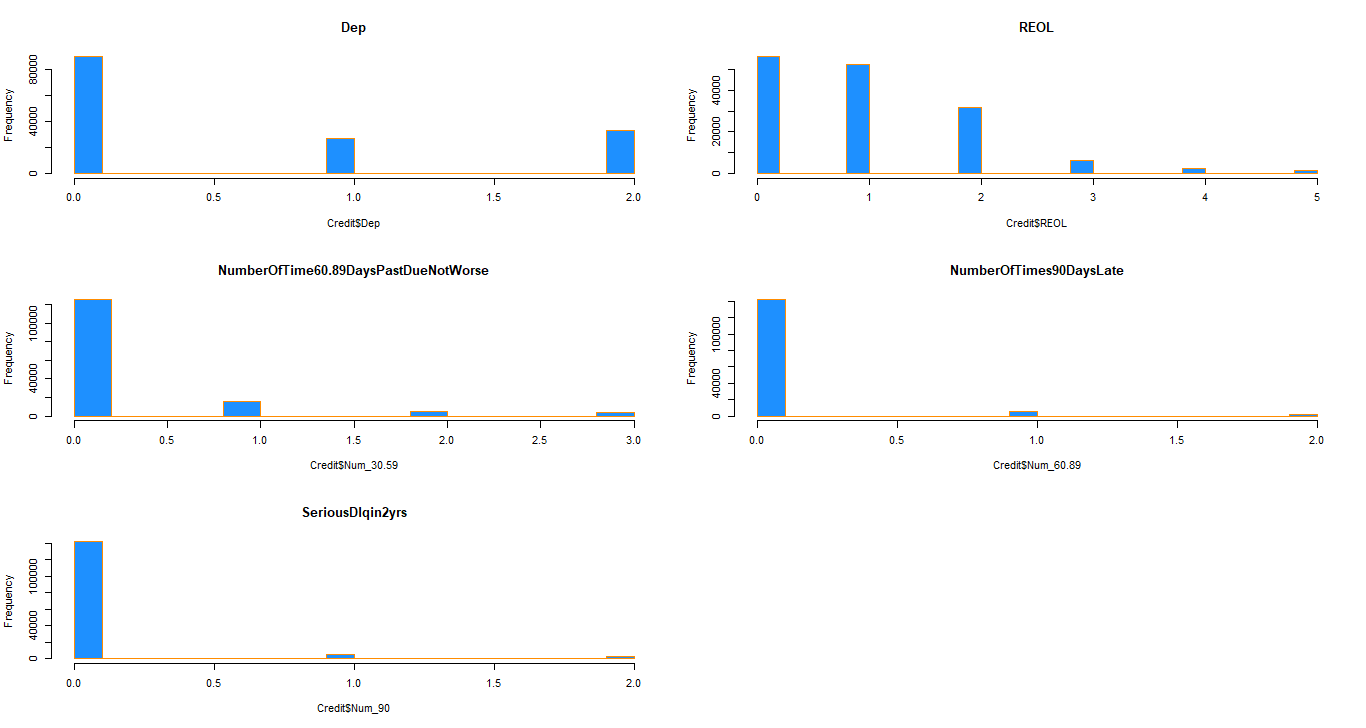 Dep
Frequency
0 40000 80000
0.0 0.5 1.0 1.5 2.0
Credit$Dep
REOL
Frequency
0 20000 40000
0 1 2 3 4 5
Credit$REOL
NumberOfTime60.89DaysPastDueNotWorse
Frequency
0 40000 100000
0.0 0.5 1.0 1.5 2.0 2.5 3.0
Credit$Num_30.59
NumberOfTimes90DaysLate
Frequency
0 40000 100000
0.0 0.5 1.0 1.5 2.0
Credit$Num_60.89
SeriousDlqin2yrs
Frequency
0 40000 100000
0.0 0.5 1.0 1.5 2.0
Credit$Num_90